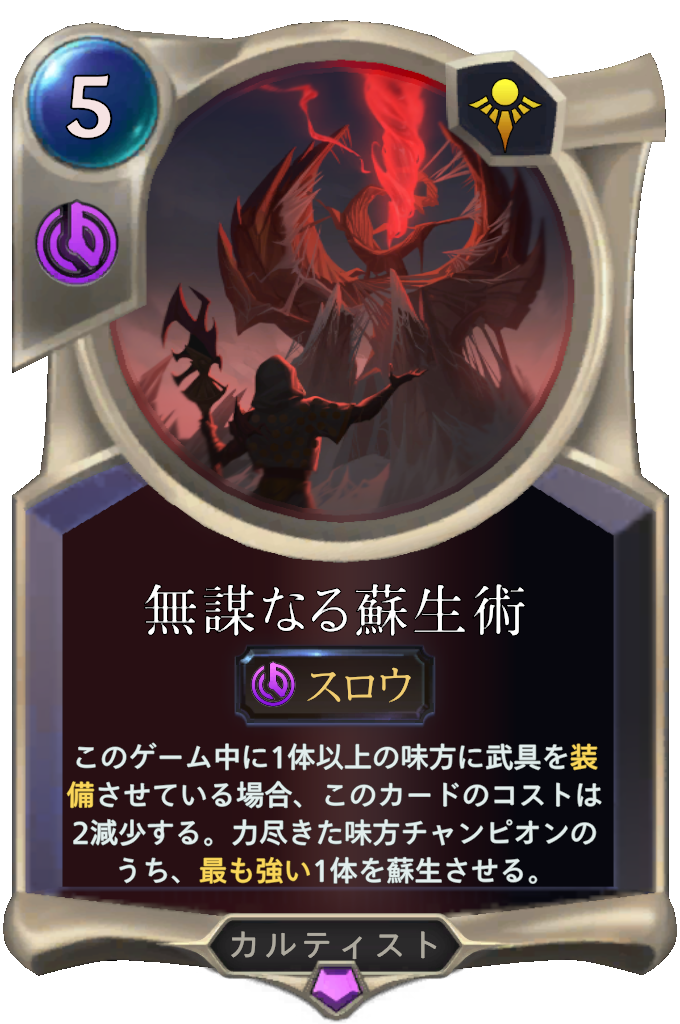 5
無謀なる蘇生術
スロウ
このゲーム中に1体以上の味方に武具を装
備させている場合、このカードのコストは
2減少する。力尽きた味方チャンピオンの
うち、最も強い1体を蘇生させる。
カルティスト